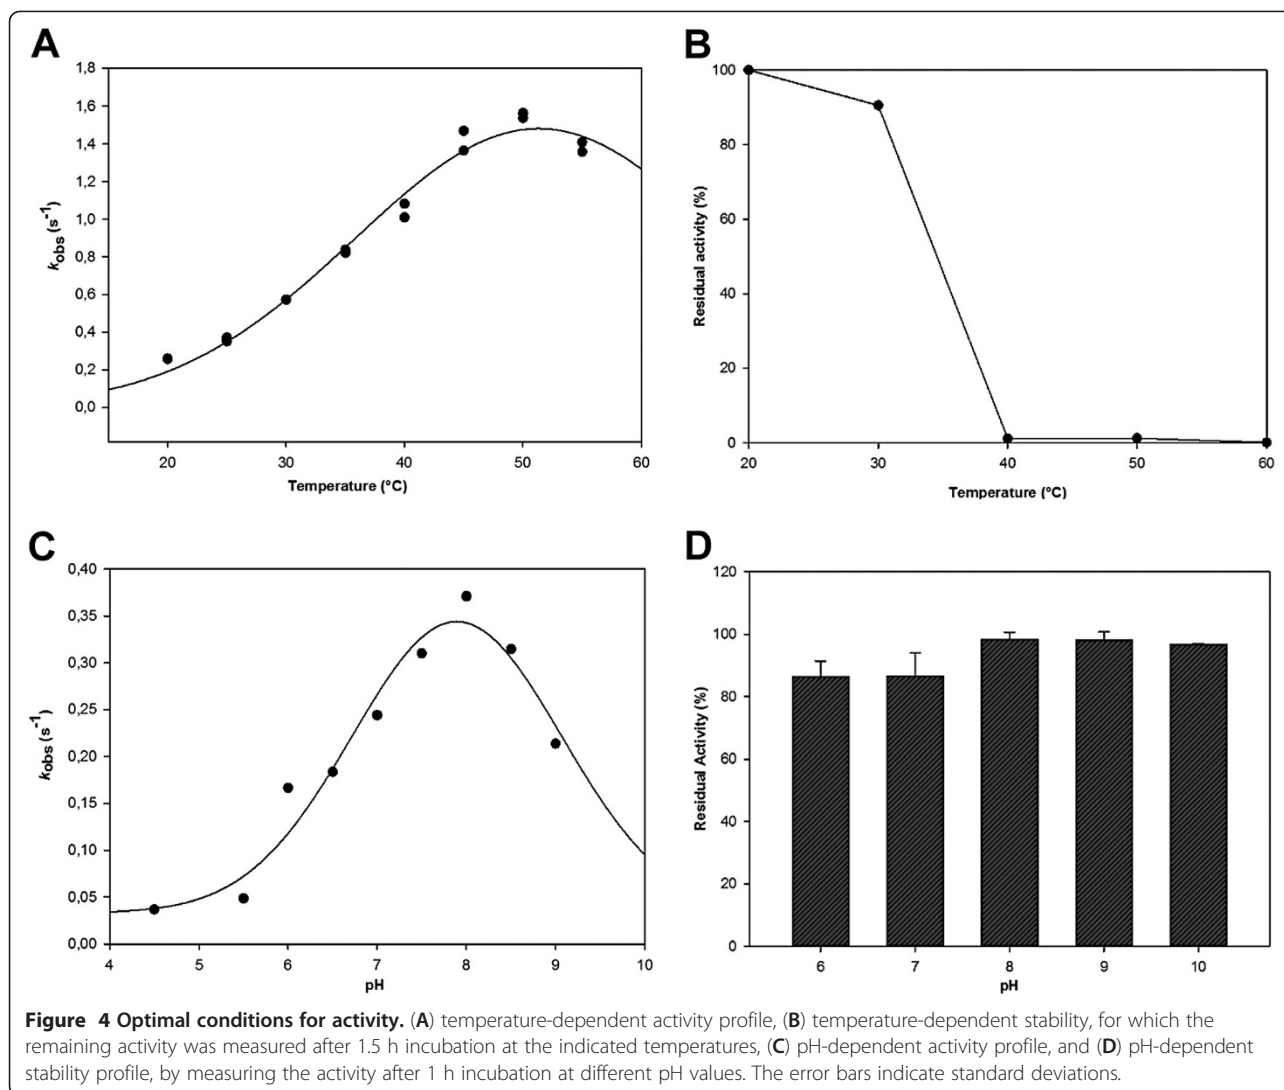 A
1,8
1,6
1,4
1,2
1,0
0,8
0,6
0,4
0,2
0,0
kobs (s-1)
20 30 40 50 60
Temperature (°C)
B
100
80
60
40
20
0
Residual activity (%)
20 30 40 50 60
Temperature (°C)
C
0,40
0,35
0,30
0,25
0,20
0,15
0,10
0,05
0,00
kobs (s-1)
4 5 6 7 8 9 10
pH
D
120
100
80
60
40
20
0
Residual Activity (%)
6 7 8 9 10
pH
Figure 4 Optimal conditions for activity. (A) temperature-dependent activity profile, (B) temperature-dependent stability, for which the
remaining activity was measured after 1.5 h incubation at the indicated temperatures, (C) pH-dependent activity profile, and (D) pH-dependent
stability profile, by measuring the activity after 1 h incubation at different pH values. The error bars indicate standard deviations.